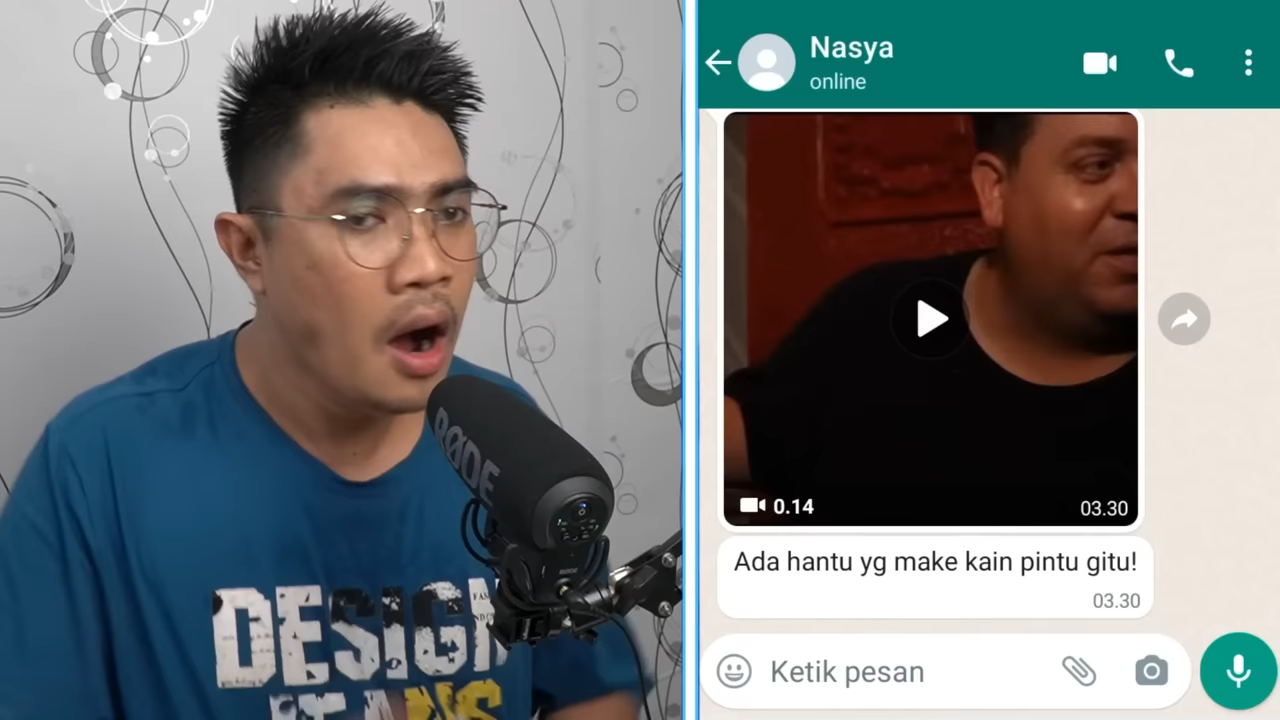 RØDE
DESIGN
JEANS
Nasya
online
0.14
03.30
Ada hantu yg make kain pintu gitu!
03.30
Ketik pesan